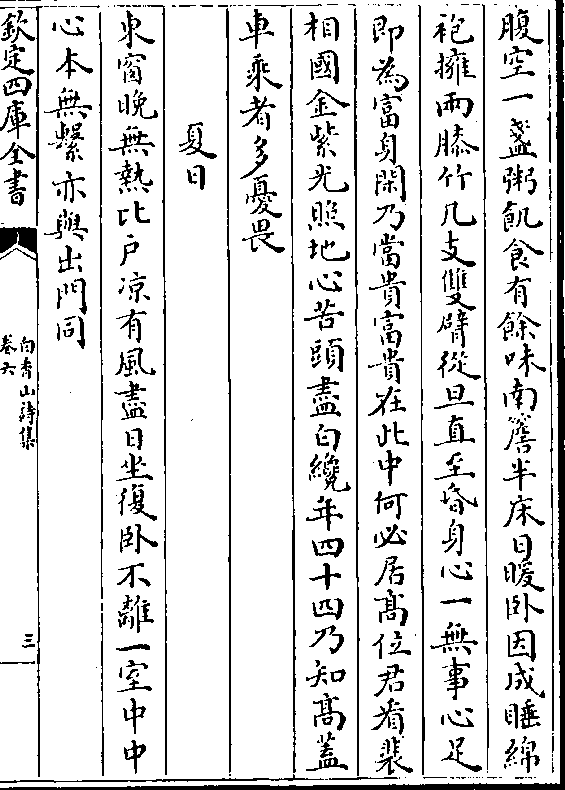 腹空一盞粥飢食有餘味南簷半床日暖卧因成睡綿
袍擁兩膝竹几支雙臂從旦直至昏身心一無事心足
即為富身閑乃當貴富貴在此中何必居髙位君看裴
相國金紫光照地心苦頭盡白纔年四十四乃知髙蓋
車乘者多憂畏
夏日
東窗晚無熱北户凉有風盡日坐復卧不離一室中中
心本無繫亦與出門同
欽定四庫全書
白香山詩集
卷六
三